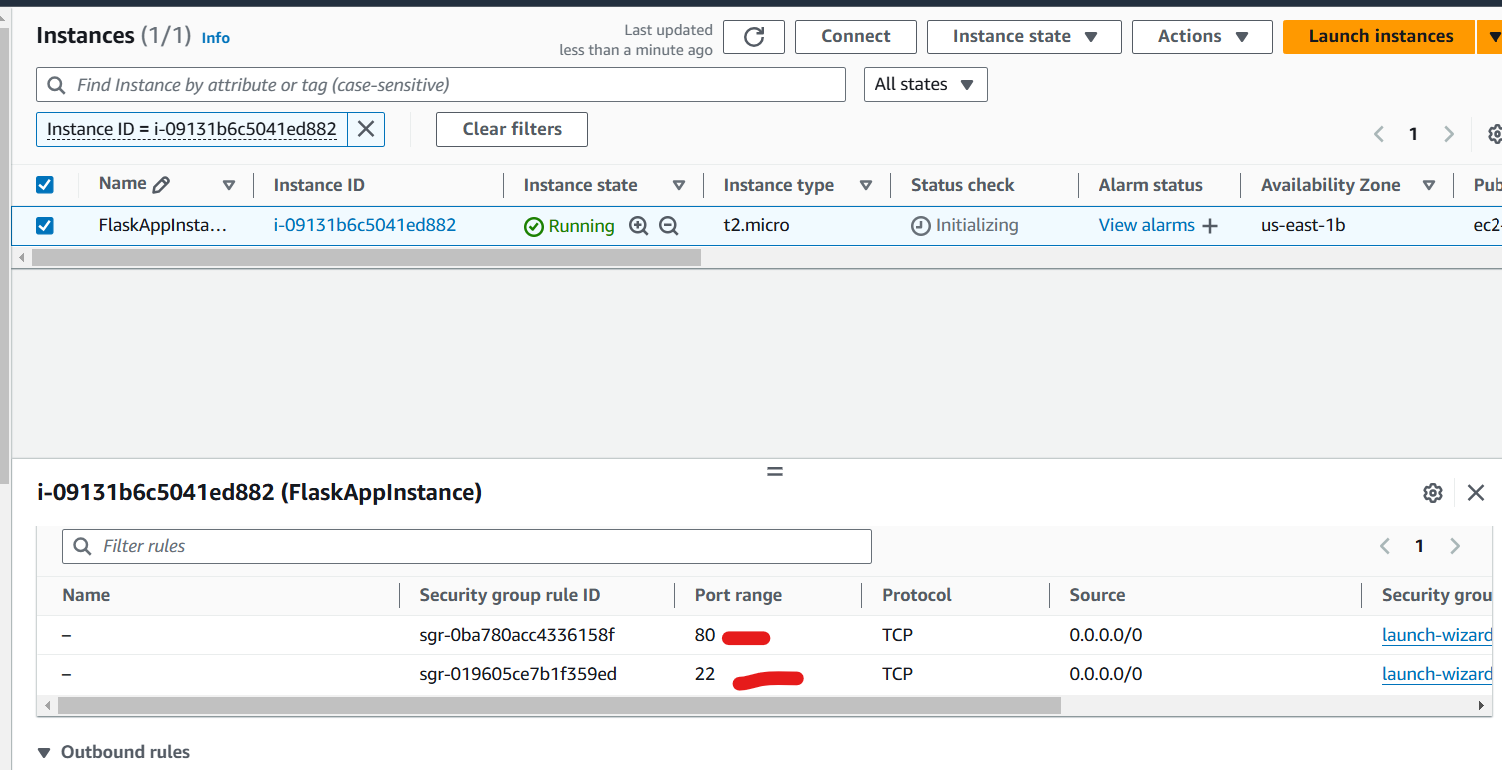 Instances (1/1) Info
Last updated
less than a minute ago
Connect
Instance state
Actions
Launch instances
Find Instance by attribute or tag (case-sensitive)
All states
Instance ID = i-09131b6c5041ed882
Clear filters
1
Name Instance ID Instance state Instance type Status check Alarm status Availability Zone Pub
FlaskAppInsta... i-09131b6c5041ed882 Running t2.micro Initializing View alarms + us-east-1b ec2-
i-09131b6c5041ed882 (FlaskAppInstance)
Filter rules
1
Name Security group rule ID Port range Protocol Source Security grou
– sgr-0ba780acc4336158f 80 TCP 0.0.0.0/0 launch-wizard
– sgr-019605ce7b1f359ed 22 TCP 0.0.0.0/0 launch-wizard
Outbound rules